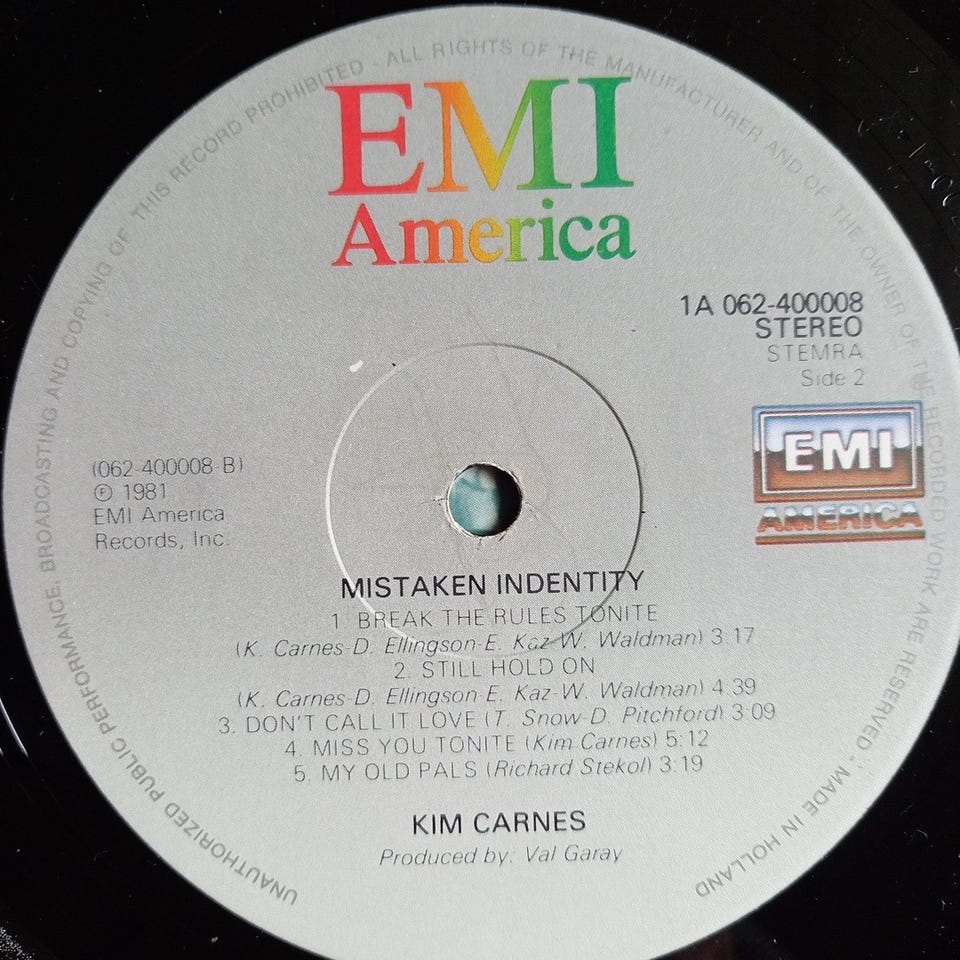 UNAUTHORIZED PUBLIC PERFORMANCE, BROADCASTING AND COPYING OF THIS RECORD PROHIBITED - ALL RIGHTS OF THE MANUFACTURER AND OF THE OWNER OF THE RECORDED WORK ARE RESERVED - MADE IN HOLLAND
EMI
America
1A 062-400008
STEREO
STEMRA
Side 2
EMI
AMERICA
(062-400008-B)
℗ 1981
EMI America
Records, Inc.
MISTAKEN INDENTITY
1. BREAK THE RULES TONITE
(K. Carnes-D. Ellingson-E. Kaz-W. Waldman) 3:17
2. STILL HOLD ON
(K. Carnes-D. Ellingson-E. Kaz-W. Waldman) 4:39
3. DON'T CALL IT LOVE (T. Snow-D. Pitchford) 3:09
4. MISS YOU TONITE (Kim Carnes) 5:12
5. MY OLD PALS (Richard Stekol) 3:19
KIM CARNES
Produced by: Val Garay